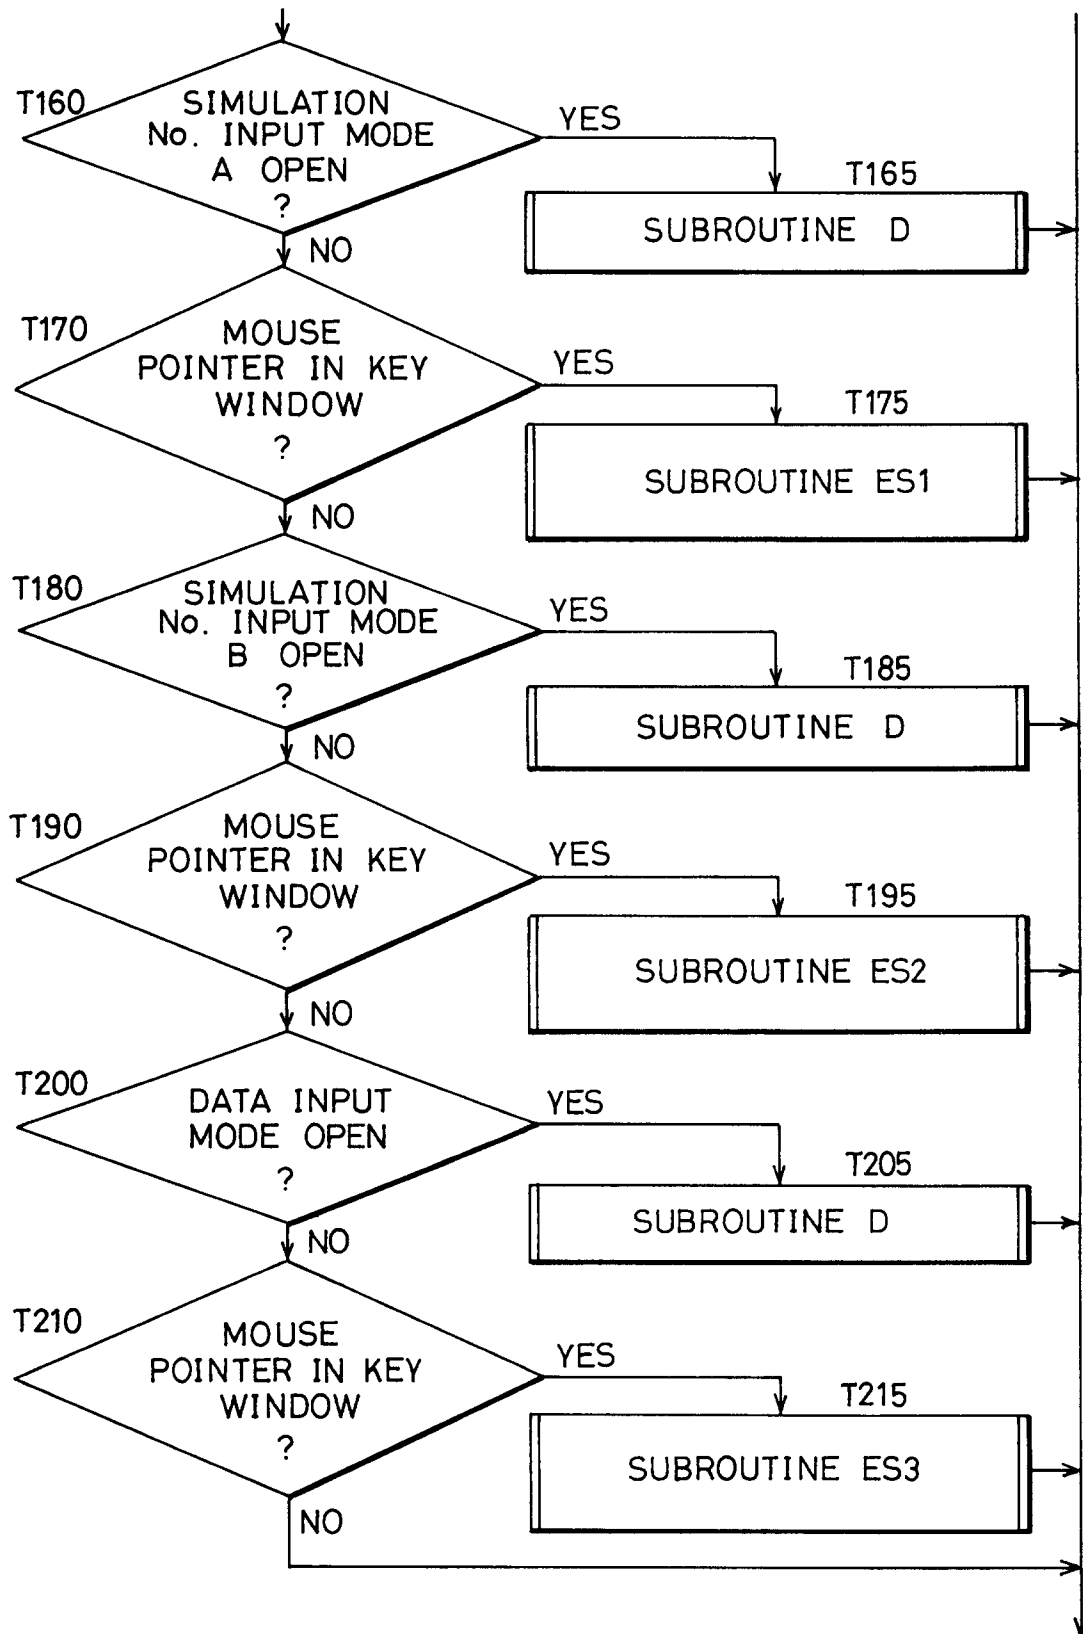 T160
SIMULATION
No. INPUT MODE
A OPEN
?
YES
NO
T165
SUBROUTINE D
T170
MOUSE
POINTER IN KEY
WINDOW
?
YES
NO
T175
SUBROUTINE ES1
T180
SIMULATION
No. INPUT MODE
B OPEN
?
YES
NO
T185
SUBROUTINE D
T190
MOUSE
POINTER IN KEY
WINDOW
?
YES
NO
T195
SUBROUTINE ES2
T200
DATA INPUT
MODE OPEN
?
YES
NO
T205
SUBROUTINE D
T210
MOUSE
POINTER IN KEY
WINDOW
?
YES
NO
T215
SUBROUTINE ES3